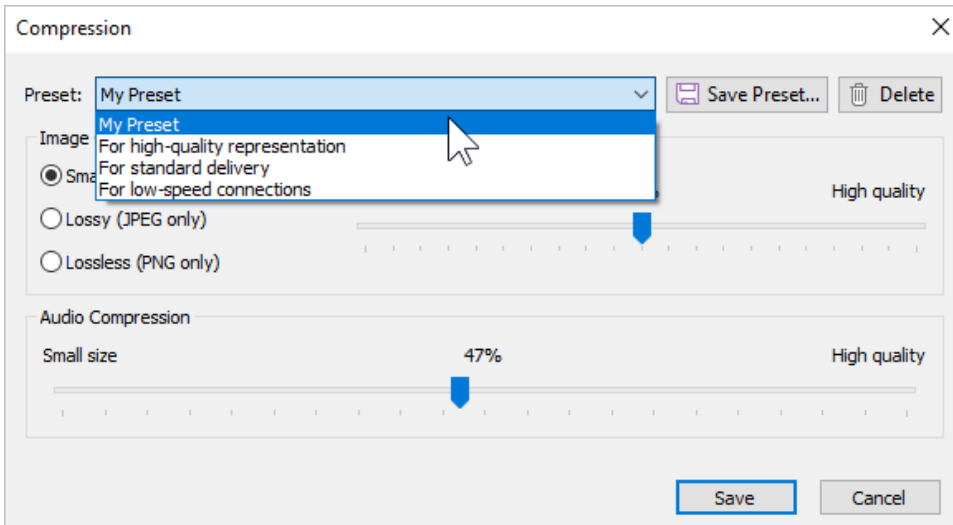 Compression
Preset: My Preset Save Preset... Delete
My Preset
For high-quality representation
For standard delivery
For low-speed connections
Image
High quality
Lossy (JPEG only)
Lossless (PNG only)
Audio Compression
Small size 47% High quality
Save Cancel